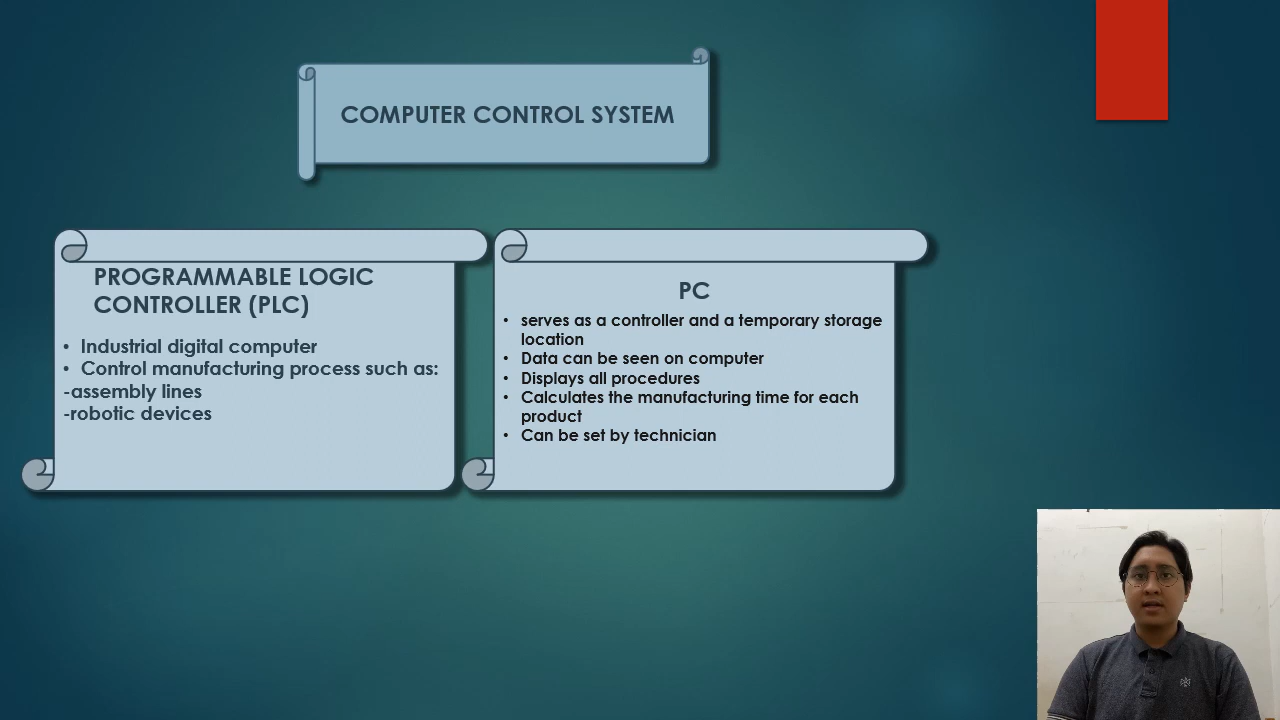 COMPUTER CONTROL SYSTEM
PROGRAMMABLE LOGIC
CONTROLLER (PLC)
• Industrial digital computer
• Control manufacturing process such as:
-assembly lines
-robotic devices
PC
• serves as a controller and a temporary storage
location
• Data can be seen on computer
• Displays all procedures
• Calculates the manufacturing time for each
product
• Can be set by technician